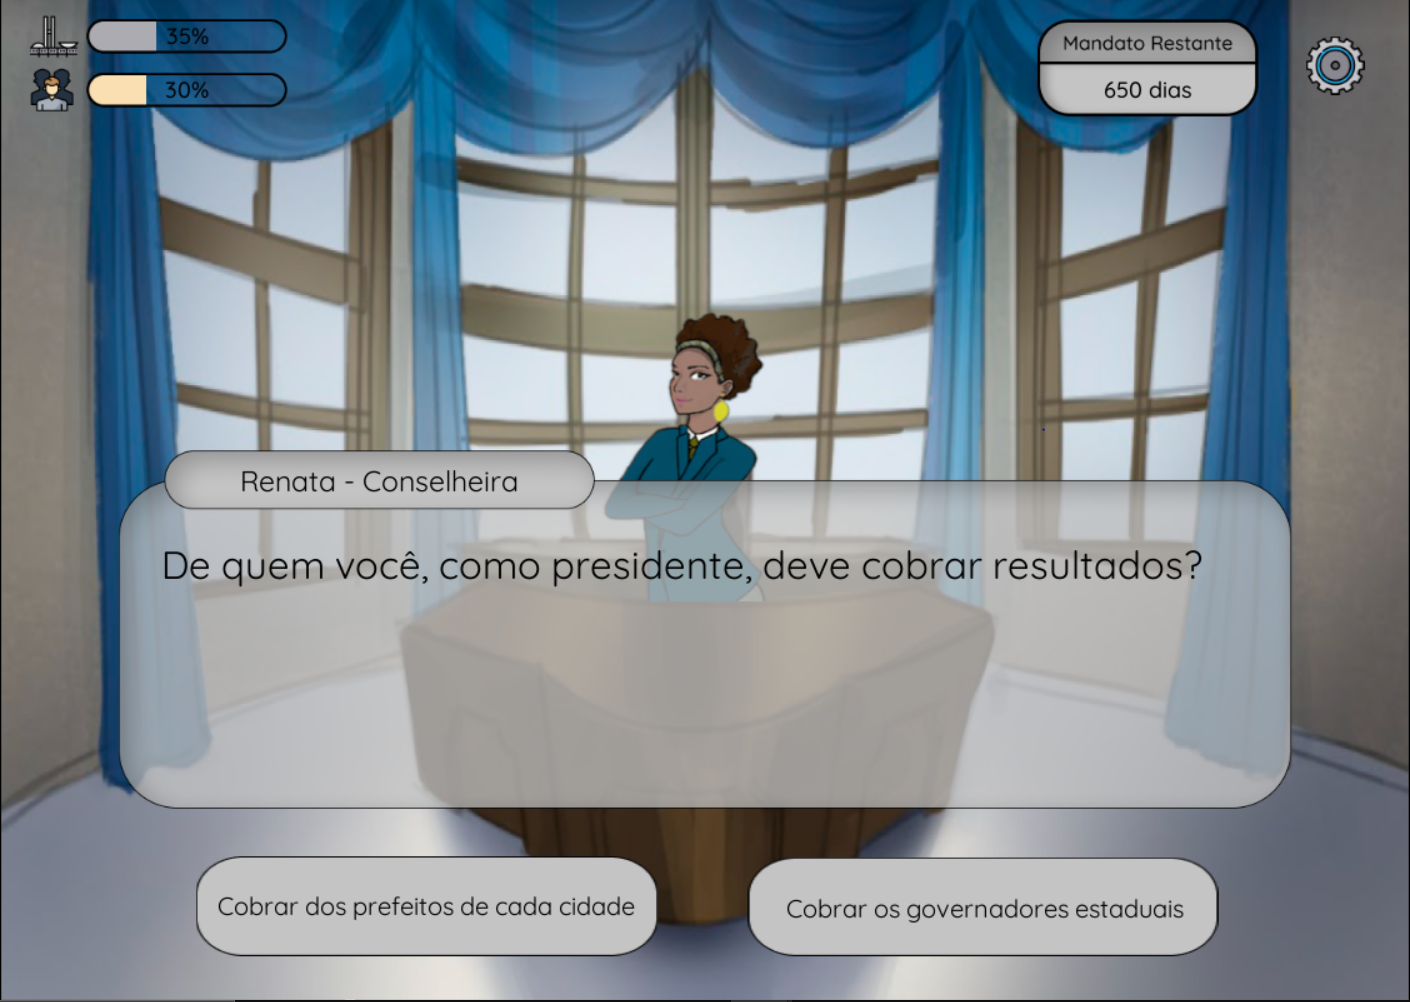 35%
30%
Mandato Restante
650 dias
Renata - Conselheira
De quem você, como presidente, deve cobrar resultados?
Cobrar dos prefeitos de cada cidade
Cobrar os governadores estaduais